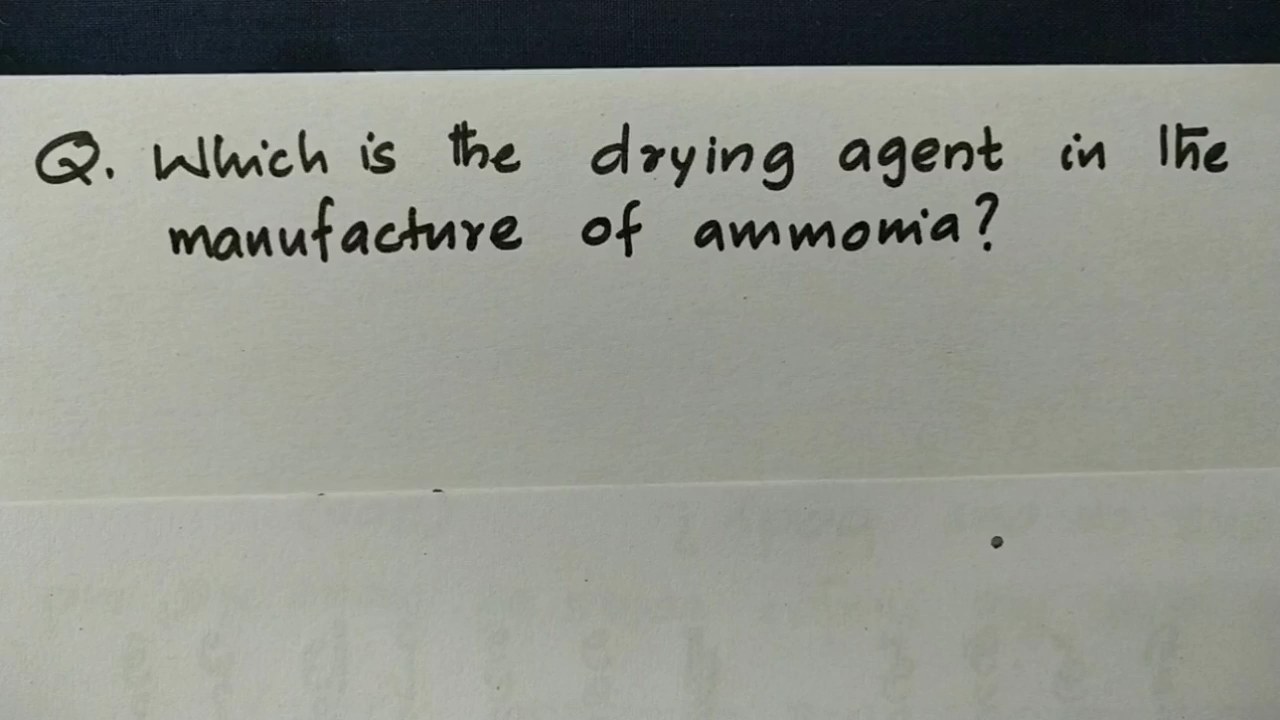 Q. Which is the drying agent in the
manufacture of ammonia?